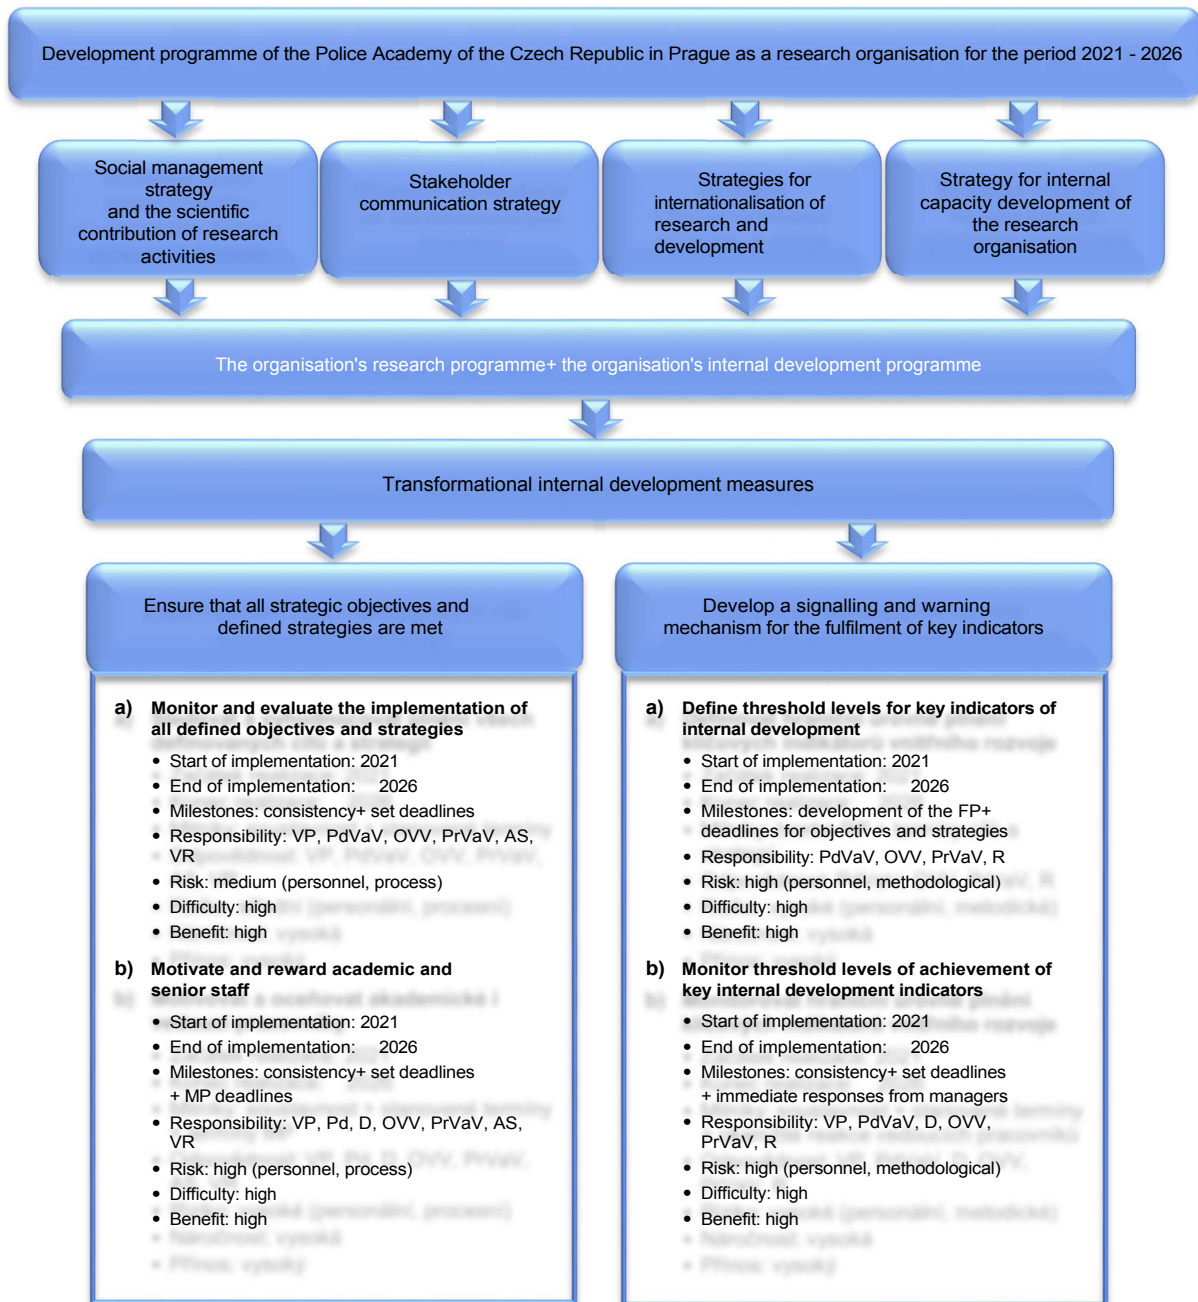 Development programme of the Police Academy of the Czech Republic in Prague as a research organisation for the period 2021 - 2026
Social management
strategy
and the scientific
contribution of research
activities
Stakeholder
communication strategy
Strategies for
internationalisation of
research and
development
Strategy for internal
capacity development of
the research
organisation
The organisation's research programme+ the organisation's internal development programme
Transformational internal development measures
Ensure that all strategic objectives and
defined strategies are met
a) Monitor and evaluate the implementation of
all defined objectives and strategies
• Start of implementation: 2021
• End of implementation: 2026
• Milestones: consistency+ set deadlines
• Responsibility: VP, PdVaV, OVV, PrVaV, AS,
VR
• Risk: medium (personnel, process)
• Difficulty: high
• Benefit: high
b) Motivate and reward academic and
senior staff
• Start of implementation: 2021
• End of implementation: 2026
• Milestones: consistency+ set deadlines
+ MP deadlines
• Responsibility: VP, Pd, D, OVV, PrVaV, AS,
VR
• Risk: high (personnel, process)
• Difficulty: high
• Benefit: high
• Náročnost: vysoká
• Přínos: vysoký
Develop a signalling and warning
mechanism for the fulfilment of key indicators
a) Define threshold levels for key indicators of
internal development
• Start of implementation: 2021
• End of implementation: 2026
• Milestones: development of the FP+
deadlines for objectives and strategies
• Responsibility: PdVaV, OVV, PrVaV, R
• Risk: high (personnel, methodological)
• Difficulty: high
• Benefit: high
b) Monitor threshold levels of achievement of
key internal development indicators
• Start of implementation: 2021
• End of implementation: 2026
• Milestones: consistency+ set deadlines
+ immediate responses from managers
• Responsibility: VP, PdVaV, D, OVV,
PrVaV, R
• Risk: high (personnel, methodological)
• Difficulty: high
• Benefit: high
• Náročnost: vysoká
• Přínos: vysoký